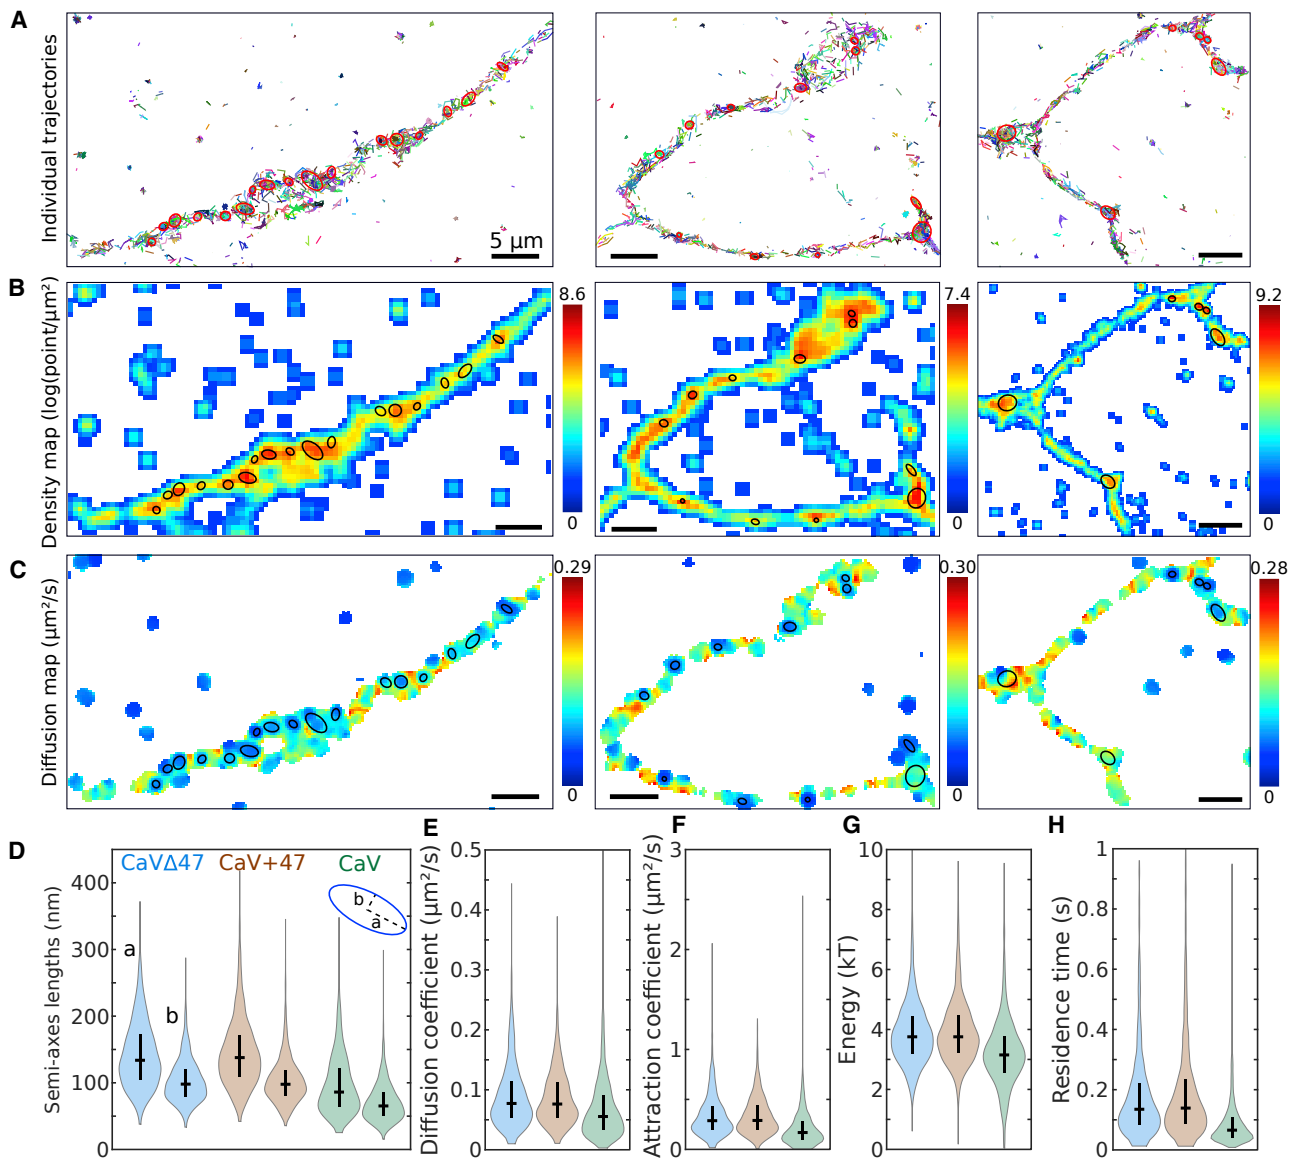 A
Individual trajectories
5 µm
B
Density map (log(point/µm²)
8.6
0
7.4
0
9.2
0
C
Diffusion map (µm²/s)
0.29
0
0.30
0
0.28
0
D
Semi-axes lengths (nm)
400
300
200
100
0
CaVΔ47
CaV+47
CaV
a
b
b
a
E
Diffusion coefficient (µm²/s)
0.5
0.4
0.3
0.2
0.1
0
F
Attraction coefficient (µm²/s)
3
2
1
0
G
Energy (kT)
10
8
6
4
2
0
H
Residence time (s)
1
0.8
0.6
0.4
0.2
0